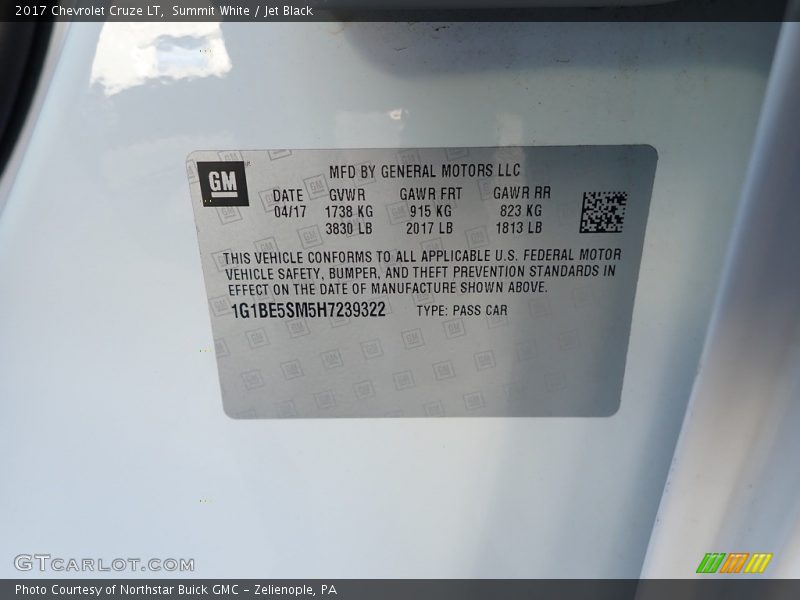 2017 Chevrolet Cruze LT, Summit White / Jet Black
GM
MFD BY GENERAL MOTORS LLC
DATE GVWR GAWR FRT GAWR RR
04/17 1738 KG 915 KG 823 KG
3830 LB 2017 LB 1813 LB
THIS VEHICLE CONFORMS TO ALL APPLICABLE U.S. FEDERAL MOTOR
VEHICLE SAFETY, BUMPER, AND THEFT PREVENTION STANDARDS IN
EFFECT ON THE DATE OF MANUFACTURE SHOWN ABOVE.
1G1BE5SM5H7239322 TYPE: PASS CAR
GTCARLOT.COM
Photo Courtesy of Northstar Buick GMC - Zelienople, PA